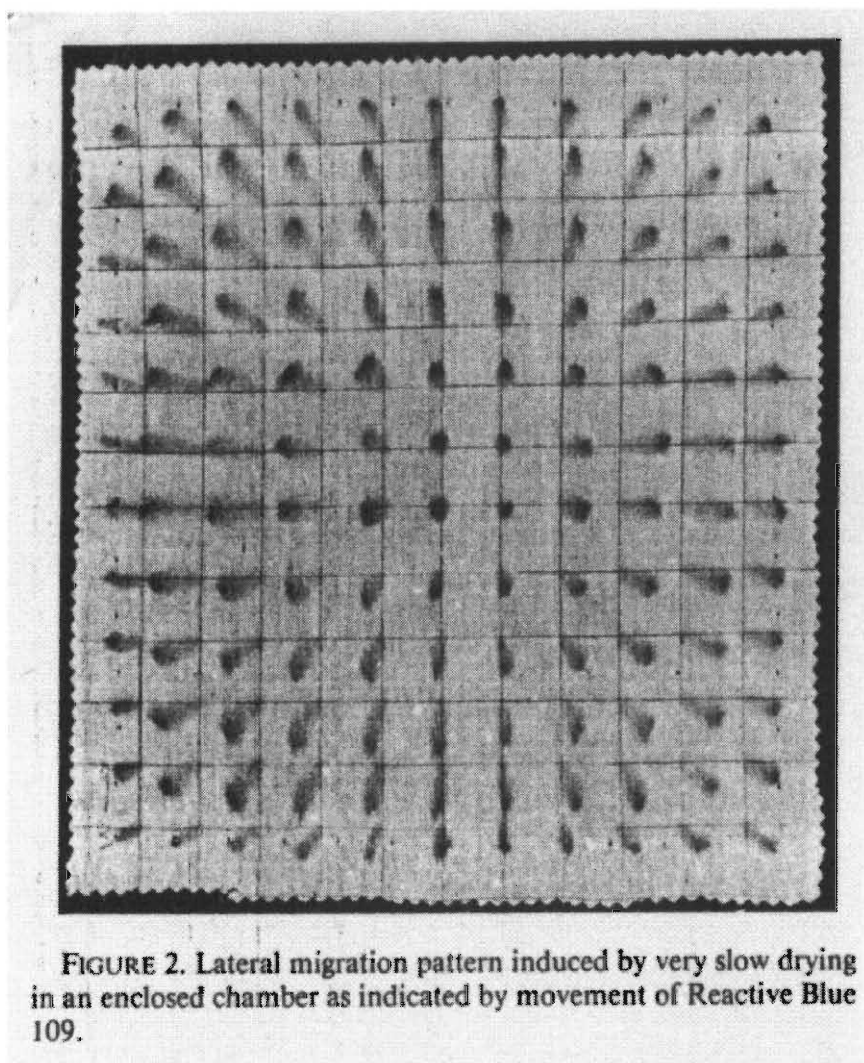 FIGURE 2. Lateral migration pattern induced by very slow drying
in an enclosed chamber as indicated by movement of Reactive Blue
109.